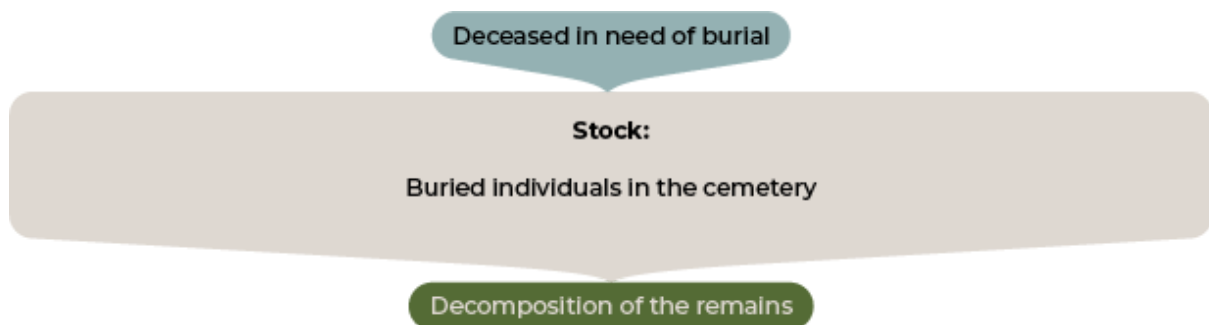 Deceased in need of burial
Stock:
Buried individuals in the cemetery
Decomposition of the remains